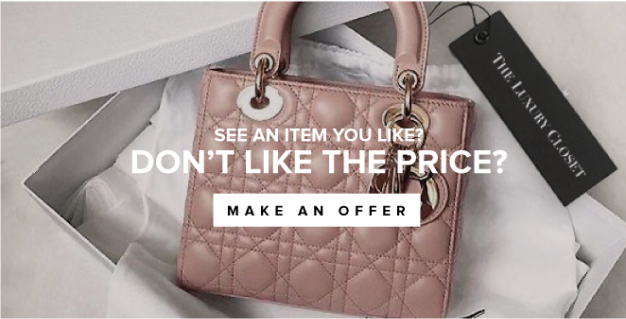 SEE AN ITEM YOU LIKE?
DON'T LIKE THE PRICE?
MAKE AN OFFER
THE LUXURY CLOSET